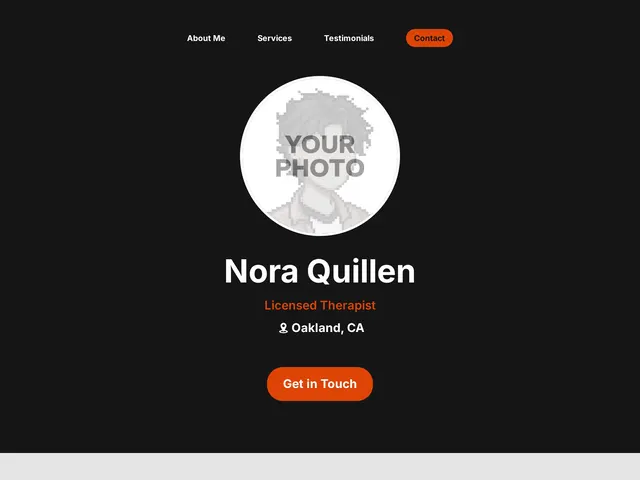 About Me
Services
Testimonials
Contact
YOUR
PHOTO
Nora Quillen
Licensed Therapist
Oakland, CA
Get in Touch